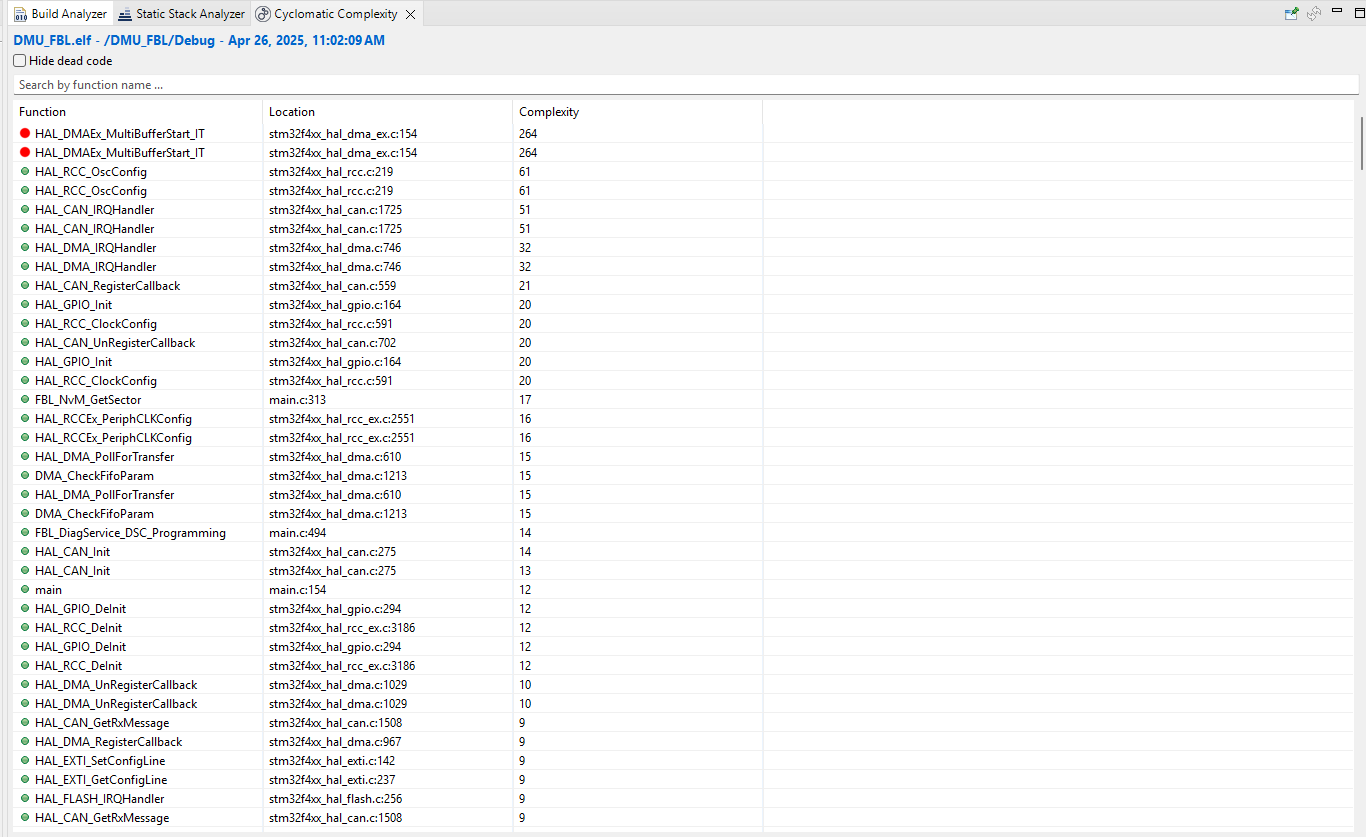 Build Analyzer Static Stack Analyzer Cyclomatic Complexity
DMU_FBL.elf - /DMU_FBL/Debug - Apr 26, 2025, 11:02:09 AM
Hide dead code
Search by function name ...
Function Location Complexity
HAL_DMAEx_MultiBufferStart_IT stm32f4xx_hal_dma_ex.c:154 264
HAL_DMAEx_MultiBufferStart_IT stm32f4xx_hal_dma_ex.c:154 264
HAL_RCC_OscConfig stm32f4xx_hal_rcc.c:219 61
HAL_RCC_OscConfig stm32f4xx_hal_rcc.c:219 61
HAL_CAN_IRQHandler stm32f4xx_hal_can.c:1725 51
HAL_CAN_IRQHandler stm32f4xx_hal_can.c:1725 51
HAL_DMA_IRQHandler stm32f4xx_hal_dma.c:746 32
HAL_DMA_IRQHandler stm32f4xx_hal_dma.c:746 32
HAL_CAN_RegisterCallback stm32f4xx_hal_can.c:559 21
HAL_GPIO_Init stm32f4xx_hal_gpio.c:164 20
HAL_RCC_ClockConfig stm32f4xx_hal_rcc.c:591 20
HAL_CAN_UnRegisterCallback stm32f4xx_hal_can.c:702 20
HAL_GPIO_Init stm32f4xx_hal_gpio.c:164 20
HAL_RCC_ClockConfig stm32f4xx_hal_rcc.c:591 20
FBL_NvM_GetSector main.c:313 17
HAL_RCCEx_PeriphCLKConfig stm32f4xx_hal_rcc_ex.c:2551 16
HAL_RCCEx_PeriphCLKConfig stm32f4xx_hal_rcc_ex.c:2551 16
HAL_DMA_PollForTransfer stm32f4xx_hal_dma.c:610 15
DMA_CheckFifoParam stm32f4xx_hal_dma.c:1213 15
HAL_DMA_PollForTransfer stm32f4xx_hal_dma.c:610 15
DMA_CheckFifoParam stm32f4xx_hal_dma.c:1213 15
FBL_DiagService_DSC_Programming main.c:494 14
HAL_CAN_Init stm32f4xx_hal_can.c:275 14
HAL_CAN_Init stm32f4xx_hal_can.c:275 13
main main.c:154 12
HAL_GPIO_DeInit stm32f4xx_hal_gpio.c:294 12
HAL_RCC_DeInit stm32f4xx_hal_rcc_ex.c:3186 12
HAL_GPIO_DeInit stm32f4xx_hal_gpio.c:294 12
HAL_RCC_DeInit stm32f4xx_hal_rcc_ex.c:3186 12
HAL_DMA_UnRegisterCallback stm32f4xx_hal_dma.c:1029 10
HAL_DMA_UnRegisterCallback stm32f4xx_hal_dma.c:1029 10
HAL_CAN_GetRxMessage stm32f4xx_hal_can.c:1508 9
HAL_DMA_RegisterCallback stm32f4xx_hal_dma.c:967 9
HAL_EXTI_SetConfigLine stm32f4xx_hal_exti.c:142 9
HAL_EXTI_GetConfigLine stm32f4xx_hal_exti.c:237 9
HAL_FLASH_IRQHandler stm32f4xx_hal_flash.c:256 9
HAL_CAN_GetRxMessage stm32f4xx_hal_can.c:1508 9